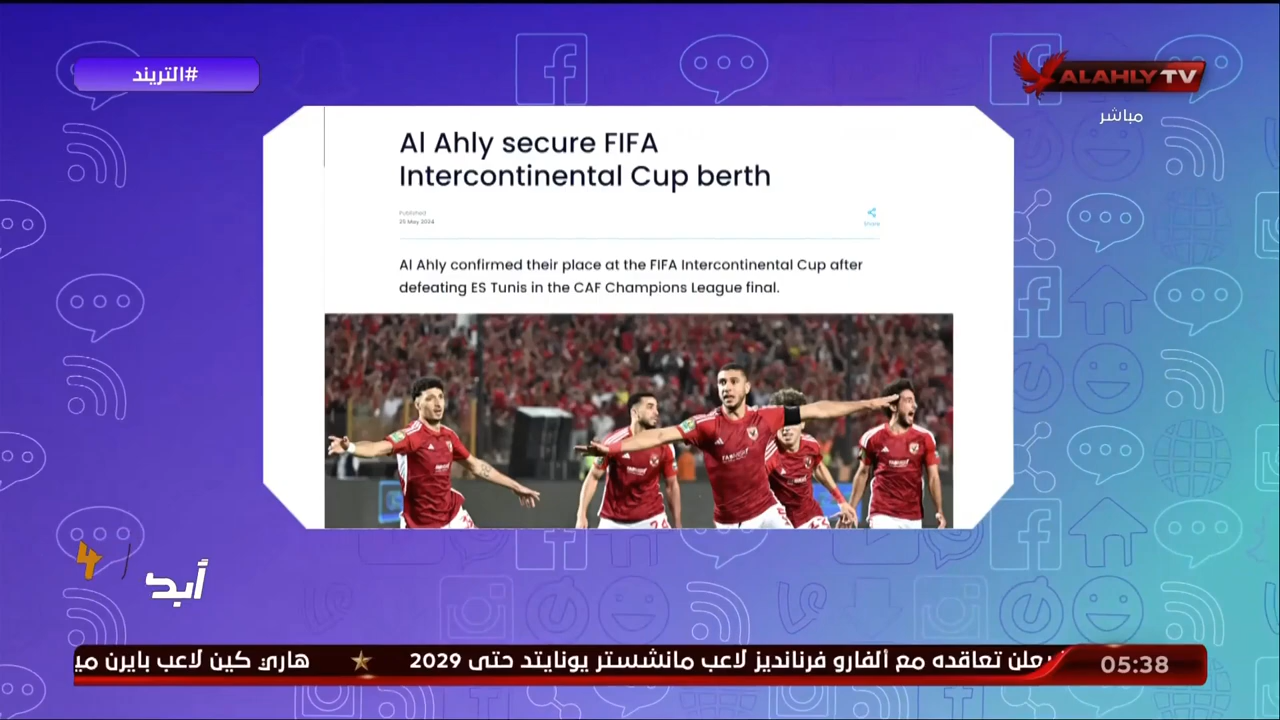 #التريند
ALAHLY TV
مباشر
Al Ahly secure FIFA
Intercontinental Cup berth
Published
25 May 2024
Share
Al Ahly confirmed their place at the FIFA Intercontinental Cup after
defeating ES Tunis in the CAF Champions League final.
يعلن تعاقده مع ألفارو فرنانديز لاعب مانشستر يونايتد حتى 2029
هاري كين لاعب بايرن مي
05:38